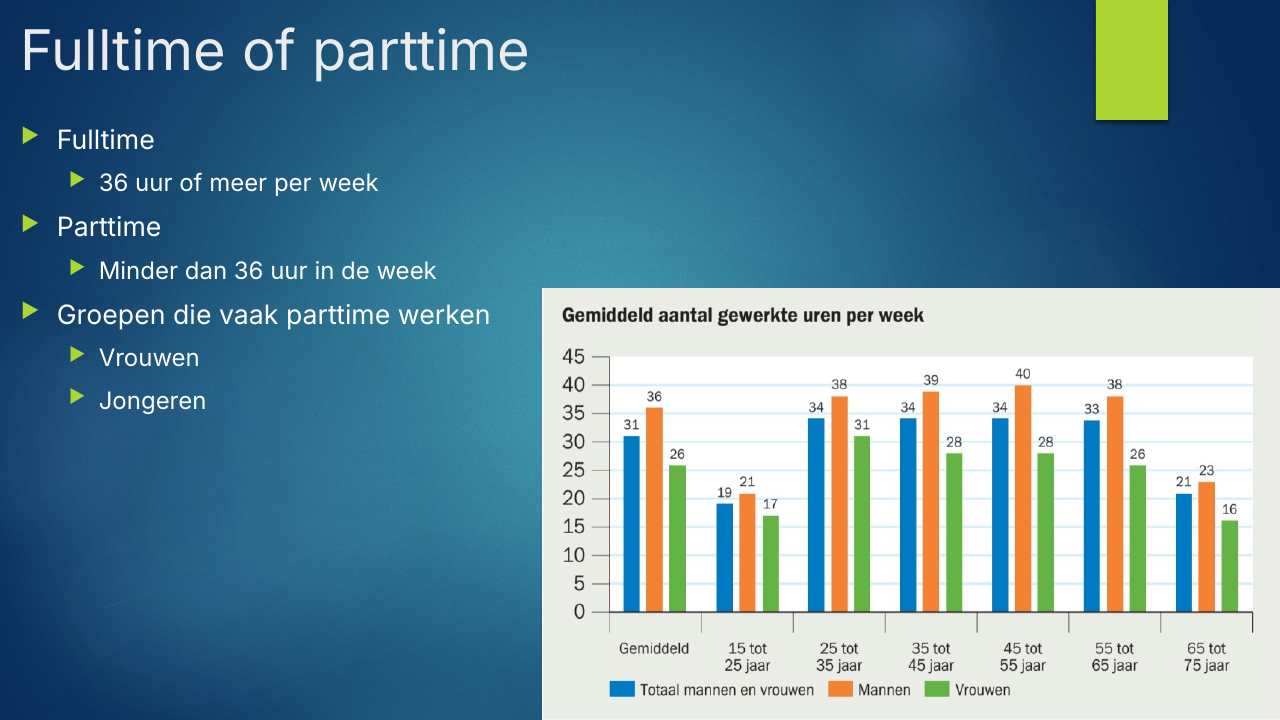 Fulltime of parttime
Fulltime
36 uur of meer per week
Parttime
Minder dan 36 uur in de week
Groepen die vaak parttime werken
Vrouwen
Jongeren
Gemiddeld aantal gewerkte uren per week
45
40
35
30
25
20
15
10
5
0
31 36 26
19 21 17
34 38 31
34 39 28
34 40 28
33 38 26
21 23 16
Gemiddeld
15 tot
25 jaar
25 tot
35 jaar
35 tot
45 jaar
45 tot
55 jaar
55 tot
65 jaar
65 tot
75 jaar
Totaal mannen en vrouwen Mannen Vrouwen